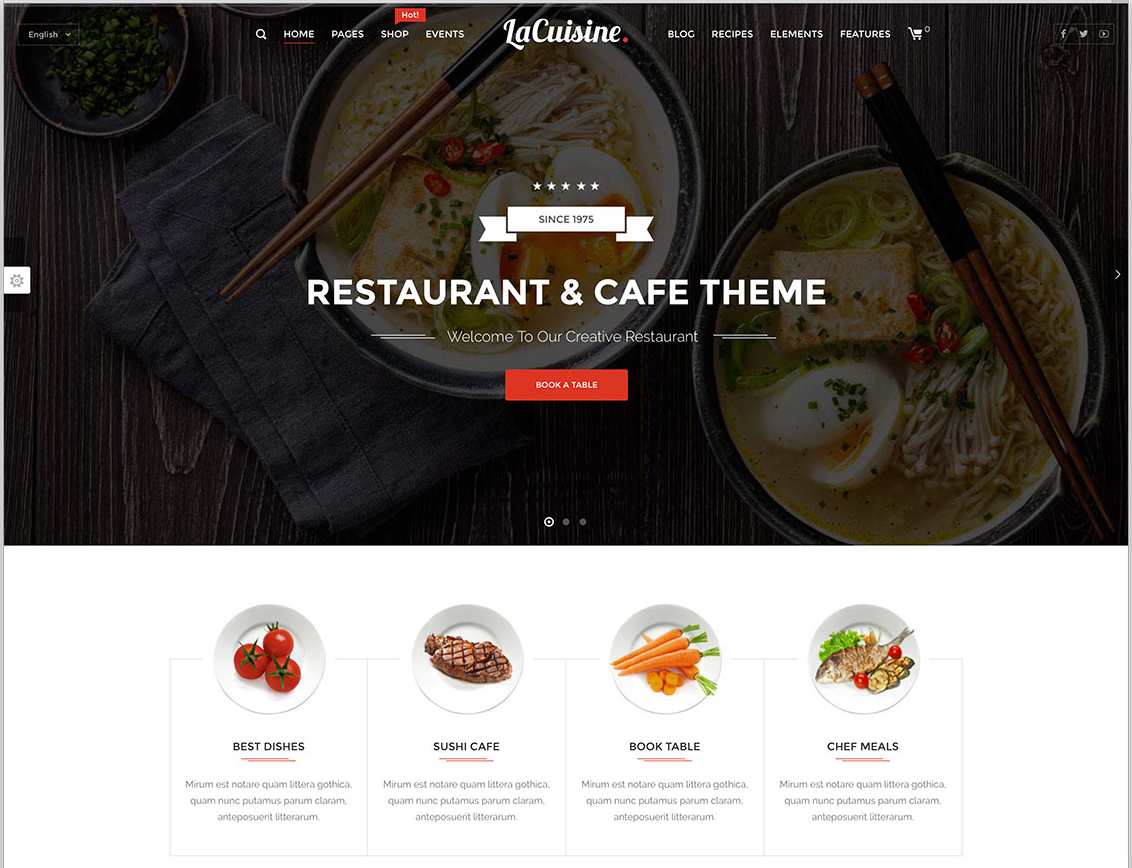 Hot!
English
HOME PAGES SHOP EVENTS LaCuisine. BLOG RECIPES ELEMENTS FEATURES 0
SINCE 1975
RESTAURANT & CAFE THEME
Welcome To Our Creative Restaurant
BOOK A TABLE
BEST DISHES
Mirum est notare quam littera gothica,
quam nunc putamus parum claram,
anteposuerit litterarum.
SUSHI CAFE
Mirum est notare quam littera gothica,
quam nunc putamus parum claram,
anteposuerit litterarum.
BOOK TABLE
Mirum est notare quam littera gothica,
quam nunc putamus parum claram,
anteposuerit litterarum.
CHEF MEALS
Mirum est notare quam littera gothica,
quam nunc putamus parum claram,
anteposuerit litterarum.